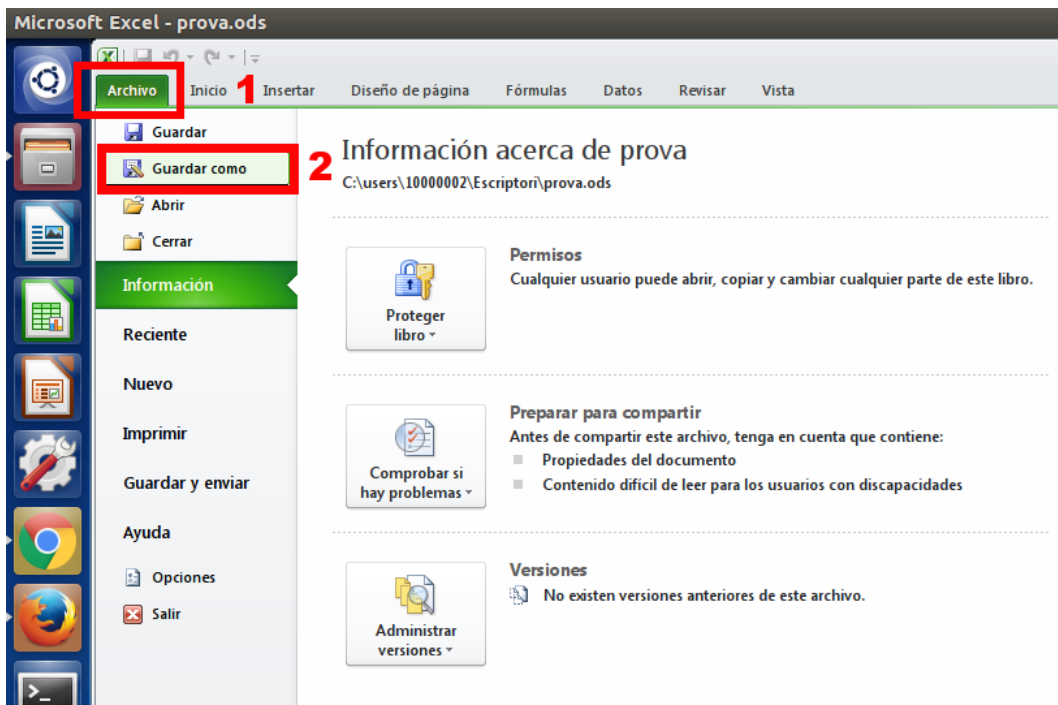 Microsoft Excel - prova.ods
Archivo Inicio Insertar Diseño de página Fórmulas Datos Revisar Vista
1
Guardar
Guardar como
2
Abrir
Cerrar
Información
Reciente
Nuevo
Imprimir
Guardar y enviar
Ayuda
Opciones
Salir
Información acerca de prova
C:\users\10000002\Escriptori\prova.ods
Proteger
libro
Permisos
Cualquier usuario puede abrir, copiar y cambiar cualquier parte de este libro.
Comprobar si
hay problemas
Preparar para compartir
Antes de compartir este archivo, tenga en cuenta que contiene:
Propiedades del documento
Contenido difícil de leer para los usuarios con discapacidades
Administrar
versiones
Versiones
No existen versiones anteriores de este archivo.
>_